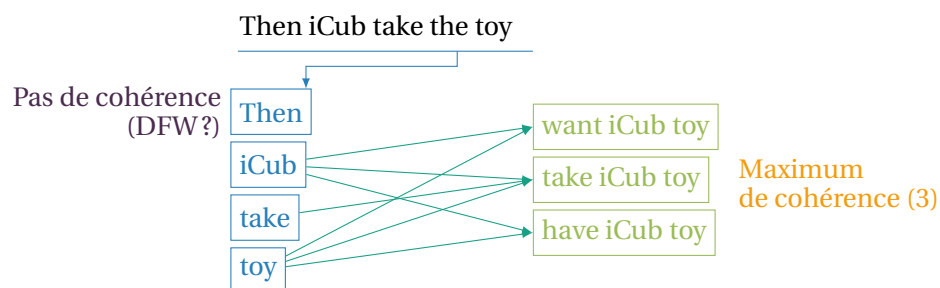 Then iCub take the toy
Pas de cohérence
(DFW ?)
Then
iCub
take
toy
want iCub toy
take iCub toy
have iCub toy
Maximum
de cohérence (3)